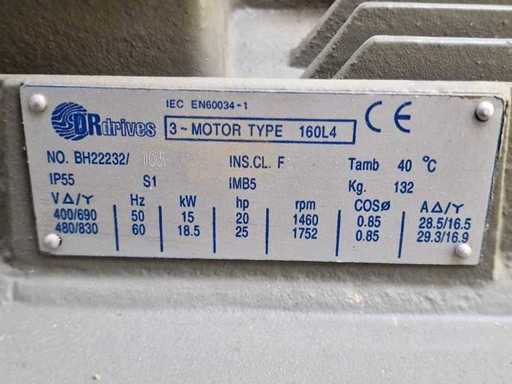 IEC EN60034-1
DRdrives
3~MOTOR TYPE 160L4
CE
NO. BH22232/ 105 INS.CL. F Tamb 40 °C
IP55 S1 IMB5 Kg. 132
V Δ/Y Hz kW hp rpm COSø A Δ/Y
400/690 50 15 20 1460 0.85 28.5/16.5
480/830 60 18.5 25 1752 0.85 29.3/16.9